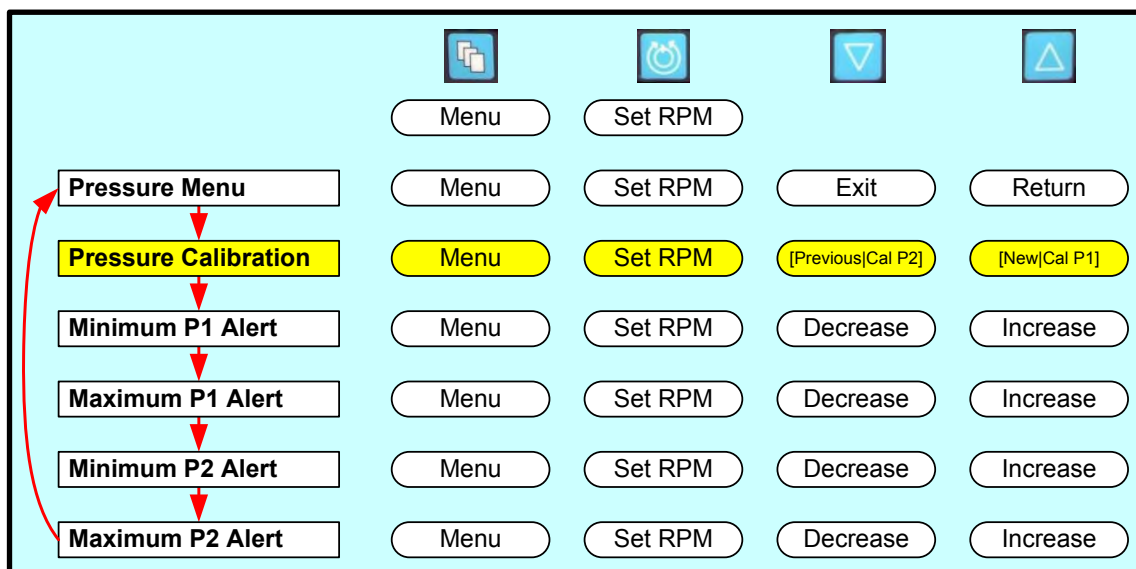 Menu Set RPM
Pressure Menu Menu Set RPM Exit Return
Pressure Calibration Menu Set RPM [Previous|Cal P2] [New|Cal P1]
Minimum P1 Alert Menu Set RPM Decrease Increase
Maximum P1 Alert Menu Set RPM Decrease Increase
Minimum P2 Alert Menu Set RPM Decrease Increase
Maximum P2 Alert Menu Set RPM Decrease Increase